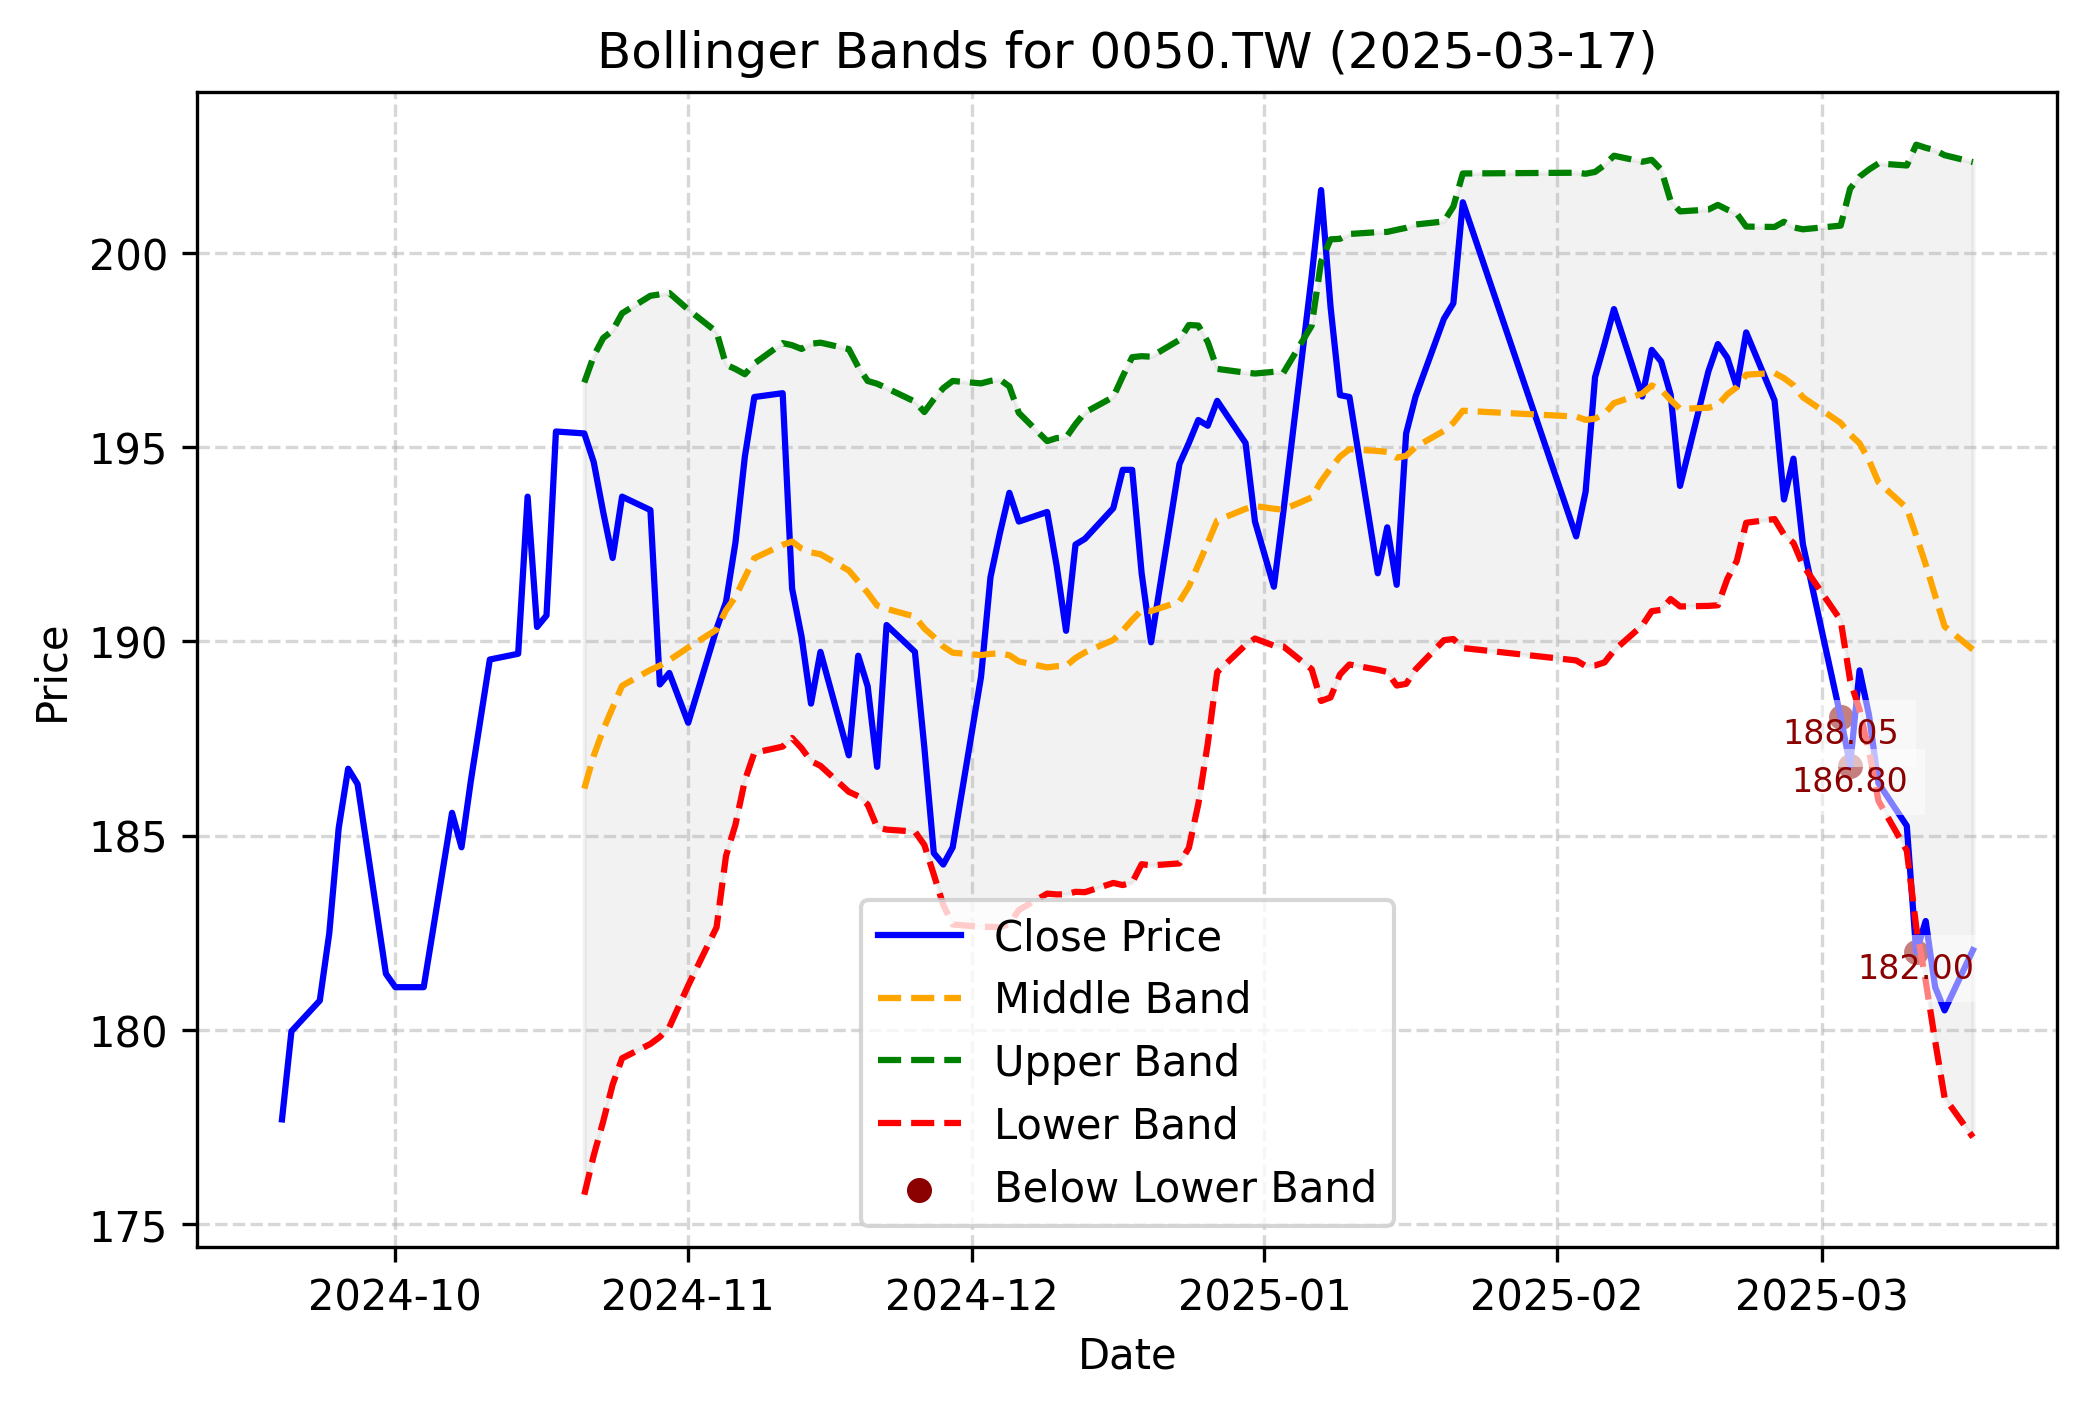 Bollinger Bands for 0050.TW (2025-03-17)
Price
200
195
190
185
180
175
188.05
186.80
182.00
Close Price
Middle Band
Upper Band
Lower Band
Below Lower Band
2024-10
2024-11
2024-12
2025-01
2025-02
2025-03
Date